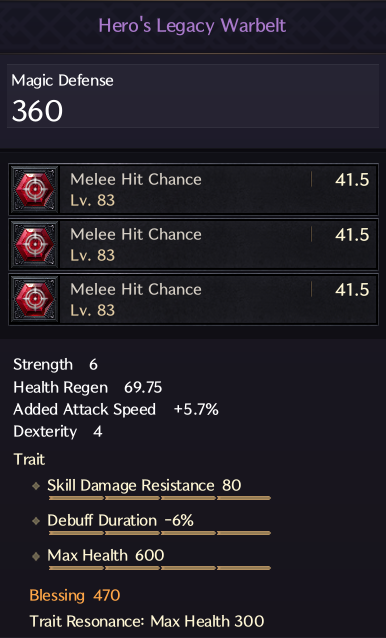 Hero's Legacy Warbelt
Magic Defense
360
Melee Hit Chance 41.5
Lv. 83
Melee Hit Chance 41.5
Lv. 83
Melee Hit Chance 41.5
Lv. 83
Strength 6
Health Regen 69.75
Added Attack Speed +5.7%
Dexterity 4
Trait
Skill Damage Resistance 80
Debuff Duration -6%
Max Health 600
Blessing 470
Trait Resonance: Max Health 300